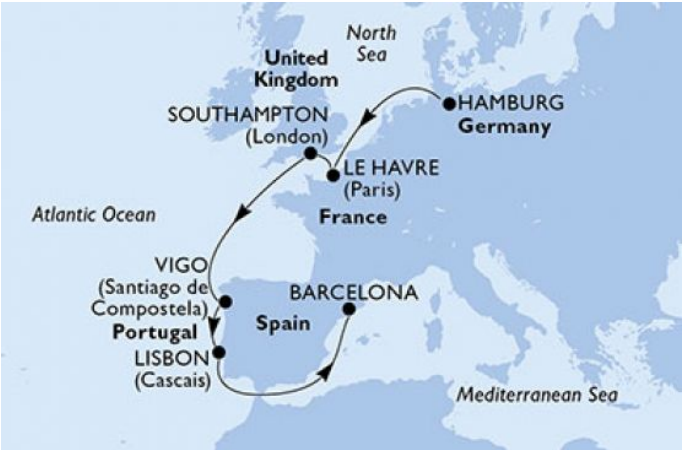 North
Sea
United
Kingdom
HAMBURG
Germany
SOUTHAMPTON
(London)
LE HAVRE
(Paris)
France
Atlantic Ocean
VIGO
(Santiago de
Compostela)
Portugal
LISBON
(Cascais)
Spain
BARCELONA
Mediterranean Sea